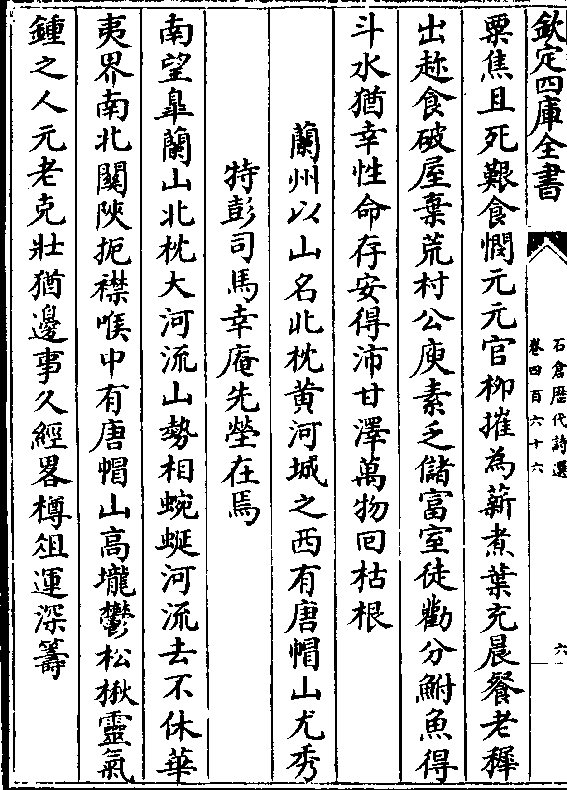 欽定四庫全書
石倉歴代詩選
卷四百六十六
六
粟焦且死艱食憫元元官柳摧為薪煮葉充晨餐老穉
出趂食破屋棄荒村公庾素乏儲富室徒勸分鮒魚得
斗水猶幸性命存安得沛甘澤萬物回枯根
蘭州以山名北枕黄河城之西有唐帽山尤秀
特彭司馬幸庵先塋在焉
南望臯蘭山北枕大河流山勢相蜿蜒河流去不休華
夷界南北闗陜扼襟喉中有唐帽山高壠鬱松楸靈氣
鍾之人元老克壯猶邊事久經畧樽俎運深籌